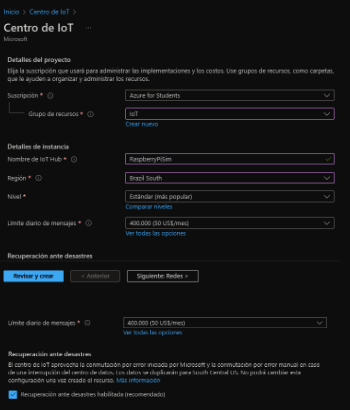 Inicio > Centro de IoT >
Centro de IoT ...
Microsoft
Detalles del proyecto
Elija la suscripción que usará para administrar las implementaciones y los costos. Use grupos de recursos, como carpetas,
que le ayuden a organizar y administrar los recursos.
Suscripción * Azure for Students
Grupo de recursos * IoT
Crear nuevo
Detalles de instancia
Nombre de IoT Hub * RaspberryPiSim
Región * Brazil South
Nivel * Estándar (más popular)
Comparar niveles
Límite diario de mensajes * 400.000 (50 US$/mes)
Ver todas las opciones
Recuperación ante desastres
Revisar y crear < Anterior Siguiente: Redes >
Límite diario de mensajes * 400.000 (50 US$/mes)
Ver todas las opciones
Recuperación ante desastres
El centro de IoT aprovecha la conmutación por error iniciada por Microsoft y la conmutación por error manual en caso
de una interrupción del centro de datos. Los datos se duplicarán para South Central US. No podrá cambiar esta
configuración una vez creado el recurso. Más información
Recuperación ante desastres habilitada (recomendado)